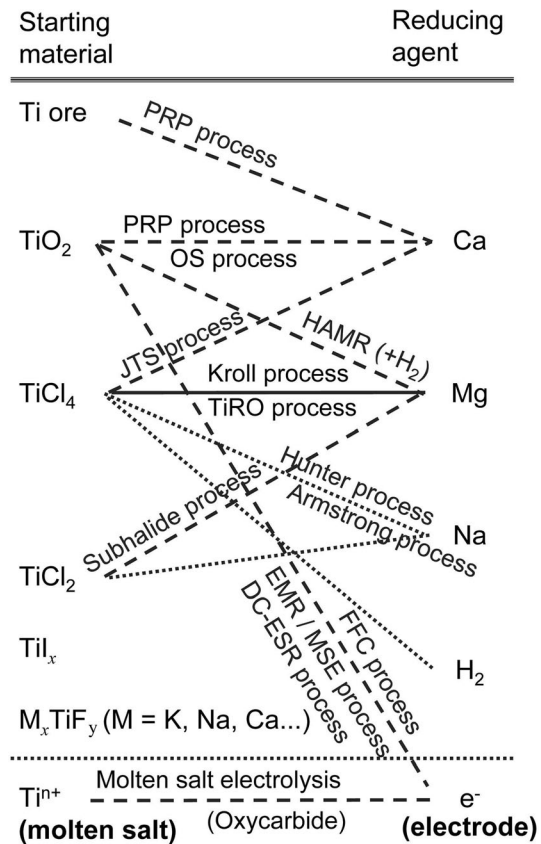 Starting material
Reducing agent
Ti ore
PRP process
TiO₂
PRP process
OS process
Ca
JTS process
HAMR (+H₂)
TiCl₄
Kroll process
TiRO process
Mg
Subhalide process
Hunter process
Armstrong process
Na
TiCl₂
FFC process
EMR / MSE process
DC-ESR process
TiIₓ
H₂
MₓTiFᵧ (M = K, Na, Ca...)
Tiⁿ⁺
(molten salt)
Molten salt electrolysis
(Oxycarbide)
e⁻
(electrode)